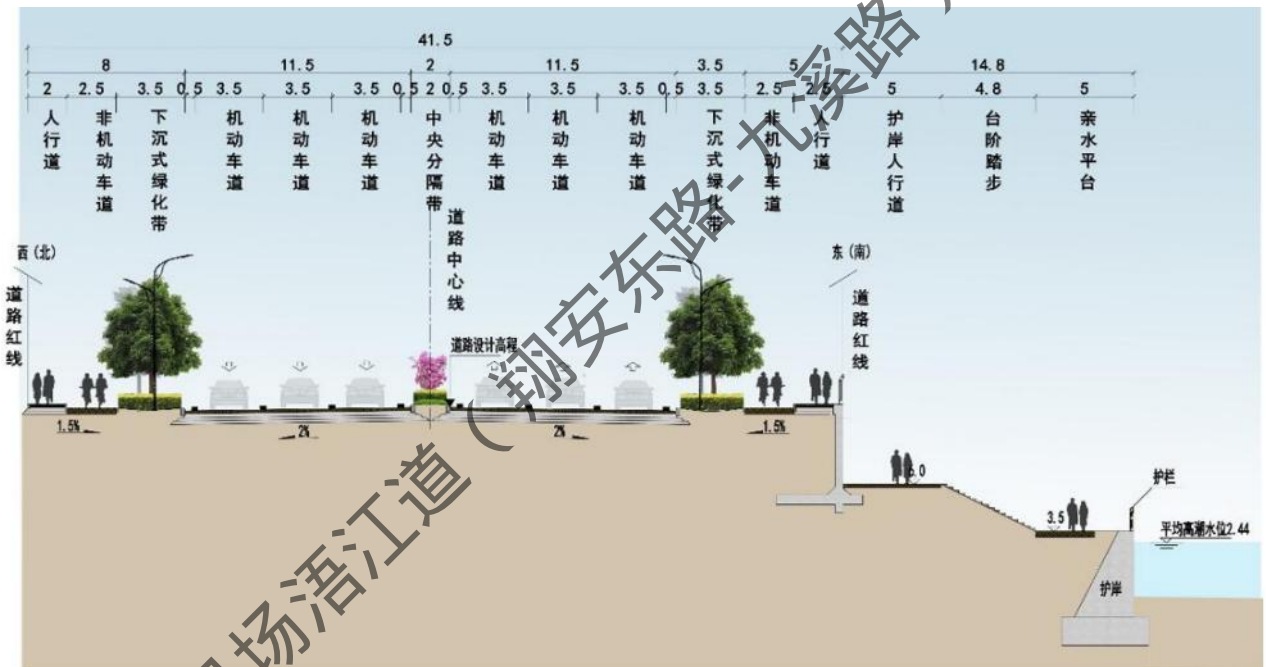 41.5
8 11.5 2 11.5 3.5 5 14.8
2 2.5 3.5 0.5 3.5 3.5 3.5 0.5 2 0.5 3.5 3.5 3.5 0.5 3.5 2.5 2.5 5 4.8 5
人行道
非机动车道
下沉式绿化带
机动车道
机动车道
机动车道
中央分隔带
机动车道
机动车道
机动车道
下沉式绿化带
非机动车道
人行道
护岸人行道
台阶踏步
亲水平台
西(北)
道路红线
道路中心线
道路设计高程
东(南)
道路红线
1.5%
2%
2%
1.5%
3.5
护栏
平均高潮水位2.44
护岸
场浯江道(翔安东路-九溪路